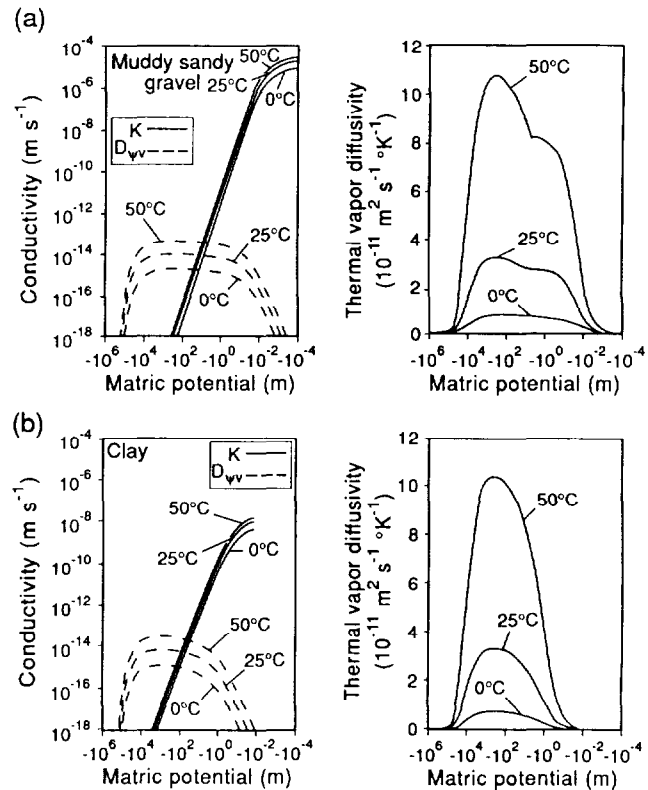 (a)
10⁻⁴
10⁻⁶
10⁻⁸
10⁻¹⁰
10⁻¹²
10⁻¹⁴
10⁻¹⁶
10⁻¹⁸
Conductivity (m s⁻¹)
Muddy sandy
gravel
50°C
25°C
0°C
K
D_ψv
50°C
25°C
0°C
-10⁶ -10⁴ -10² -10⁰ -10⁻² -10⁻⁴
Matric potential (m)
12
10
8
6
4
2
0
Thermal vapor diffusivity
(10⁻¹¹ m² s⁻¹ °K⁻¹)
50°C
25°C
0°C
-10⁶ -10⁴ -10² -10⁰ -10⁻² -10⁻⁴
Matric potential (m)
(b)
10⁻⁴
10⁻⁶
10⁻⁸
10⁻¹⁰
10⁻¹²
10⁻¹⁴
10⁻¹⁶
10⁻¹⁸
Conductivity (m s⁻¹)
Clay
K
D_ψv
50°C
25°C
0°C
50°C
25°C
0°C
-10⁶ -10⁴ -10² -10⁰ -10⁻² -10⁻⁴
Matric potential (m)
12
10
8
6
4
2
0
Thermal vapor diffusivity
(10⁻¹¹ m² s⁻¹ °K⁻¹)
50°C
25°C
0°C
-10⁶ -10⁴ -10² -10⁰ -10⁻² -10⁻⁴
Matric potential (m)